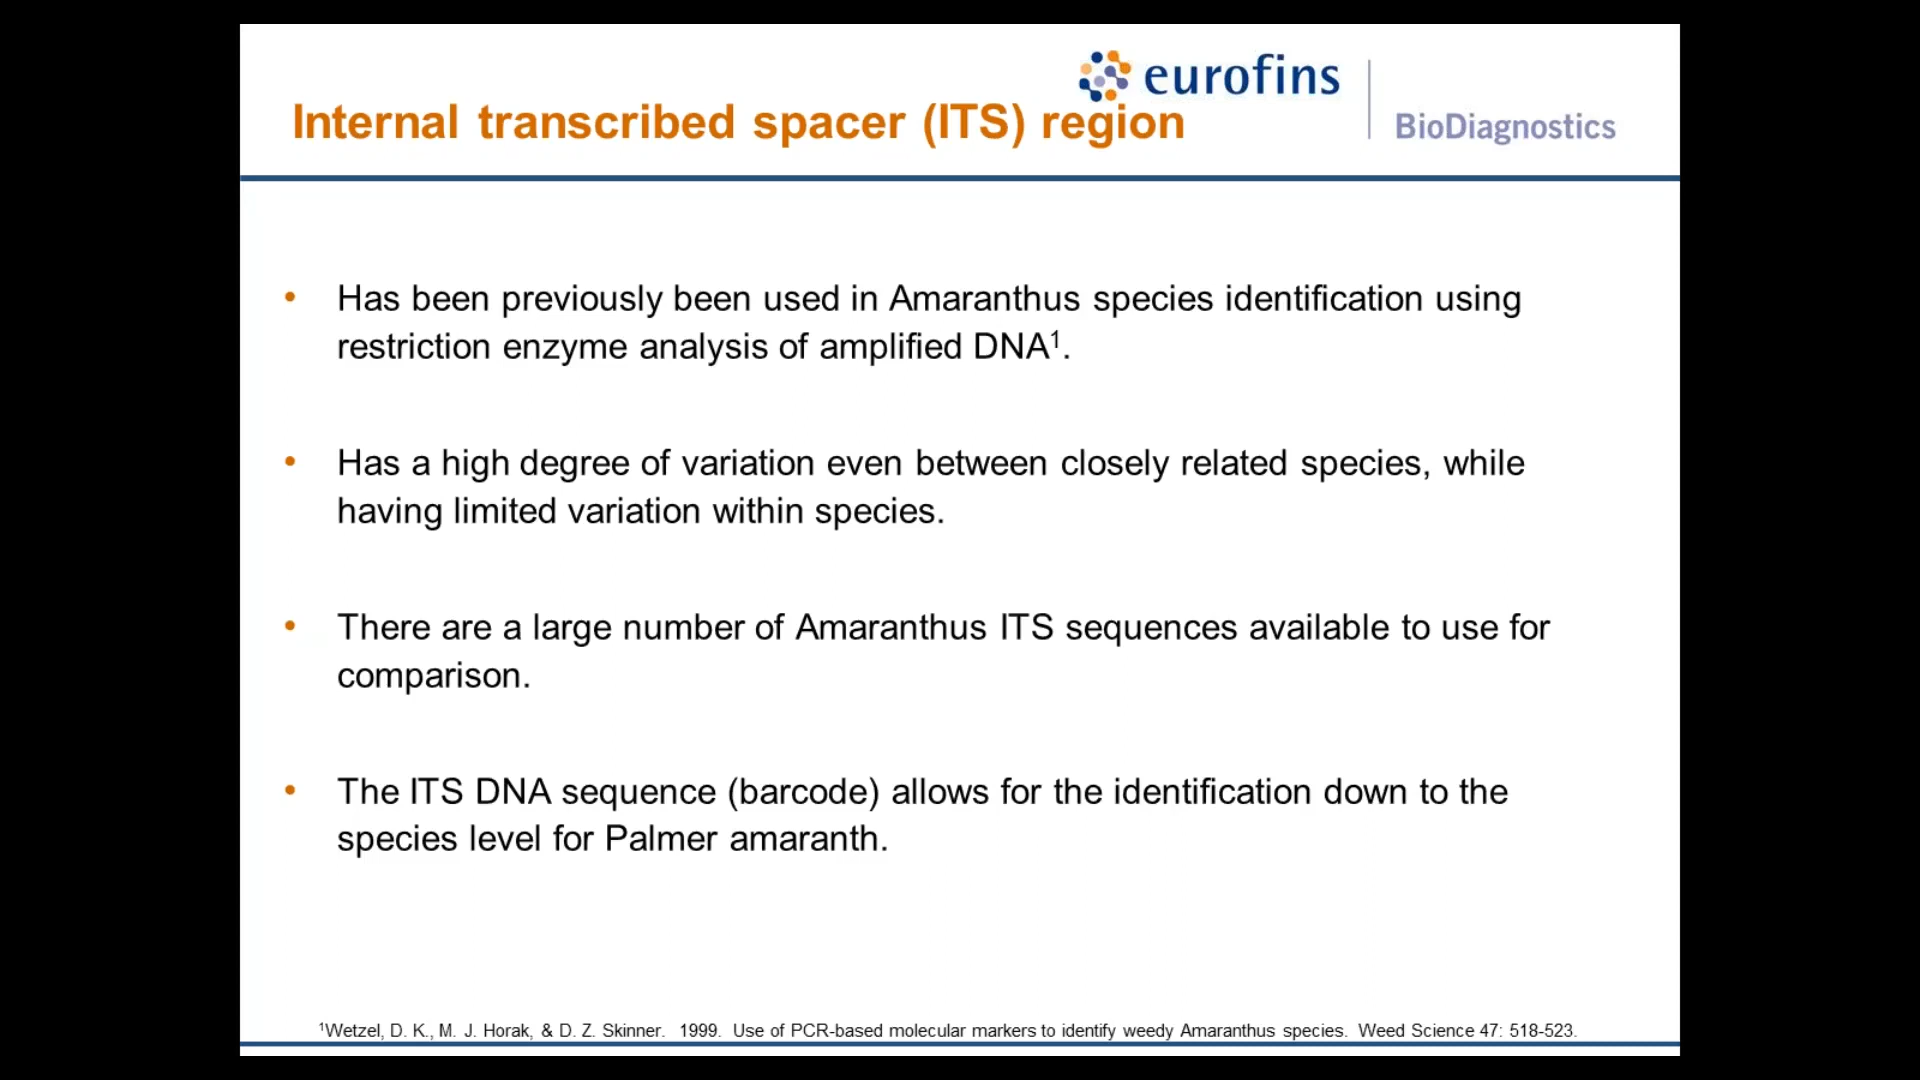 eurofins
Internal transcribed spacer (ITS) region
BioDiagnostics
• Has been previously been used in Amaranthus species identification using
restriction enzyme analysis of amplified DNA¹.
• Has a high degree of variation even between closely related species, while
having limited variation within species.
• There are a large number of Amaranthus ITS sequences available to use for
comparison.
• The ITS DNA sequence (barcode) allows for the identification down to the
species level for Palmer amaranth.
¹Wetzel, D. K., M. J. Horak, & D. Z. Skinner. 1999. Use of PCR-based molecular markers to identify weedy Amaranthus species. Weed Science 47: 518-523.